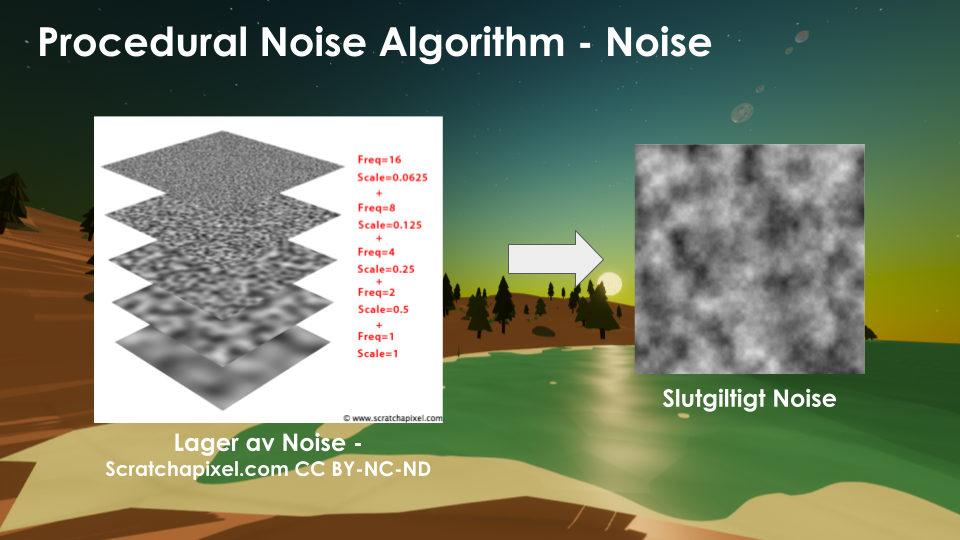 Procedural Noise Algorithm - Noise
Freq=16
Scale=0.0625
+
Freq=8
Scale=0.125
+
Freq=4
Scale=0.25
+
Freq=2
Scale=0.5
+
Freq=1
Scale=1
© www.scratchapixel.com
Lager av Noise -
Scratchapixel.com CC BY-NC-ND
Slutgiltigt Noise